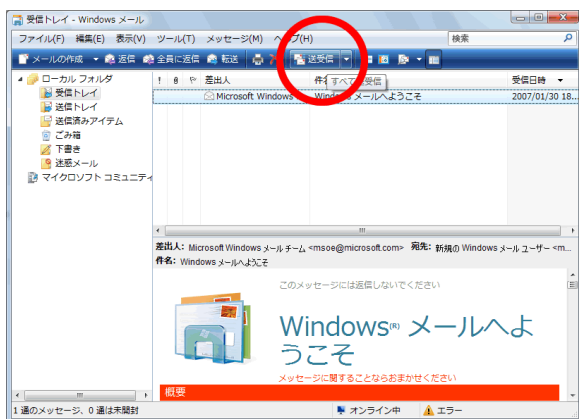 受信トレイ - Windows メール
ファイル(F) 編集(E) 表示(V) ツール(T) メッセージ(M) ヘルプ(H) 検索
メールの作成 返信 全員に返信 転送 送受信
ローカル フォルダ
受信トレイ
送信トレイ
送信済みアイテム
ごみ箱
下書き
迷惑メール
マイクロソフト コミュニティ
! 差出人 件名 受信日時
すべて送受信
Microsoft Windows Windows メールへようこそ 2007/01/30 18...
差出人: Microsoft Windows メール チーム <msoe@microsoft.com> 宛先: 新規の Windows メール ユーザー <m...
件名: Windows メールへようこそ
このメッセージには返信しないでください
Windows(R) メールへよ
うこそ
メッセージに関することならおまかせください
概要
1 通のメッセージ、0 通は未開封 オンライン中 エラー